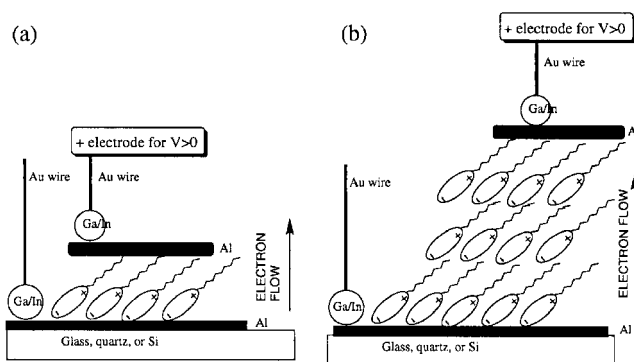 (a)
+ electrode for V>0
Au wire
Au wire
Ga/In
Ga/In
Al
Al
ELECTRON
FLOW
Glass, quartz, or Si
(b)
+ electrode for V>0
Au wire
Ga/In
Au wire
Ga/In
Al
ELECTRON FLOW
Glass, quartz, or Si